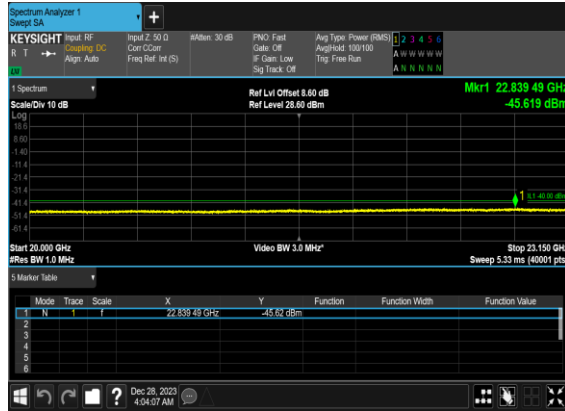 Spectrum Analyzer 1
Swept SA
+
KEYSIGHT Input: RF Input Z: 50 Ω #Atten: 30 dB PNO: Fast Avg Type: Power (RMS) 1 2 3 4 5 6
R T Coupling: DC Corr CCorr Gate: Off Avg|Hold: 100/100 A W W W W W
Align: Auto Freq Ref: Int (S) IF Gain: Low Trig: Free Run
LW Sig Track: Off A N N N N N
1 Spectrum Ref Lvl Offset 8.60 dB Mkr1 22.839 49 GHz
Scale/Div 10 dB Ref Level 28.60 dBm -45.619 dBm
Log
18.6
8.60
-1.40
-11.4
-21.4
-31.4
1 IL1 -40.00 dBm
-41.4
-51.4
-61.4
Start 20.000 GHz Video BW 3.0 MHz* Stop 23.150 GHz
#Res BW 1.0 MHz Sweep 5.33 ms (40001 pts)
5 Marker Table
Mode Trace Scale X Y Function Function Width Function Value
1 N 1 f 22.839 49 GHz -45.62 dBm
2
3
4
5
6
? Dec 28, 2023
4:04:07 AM